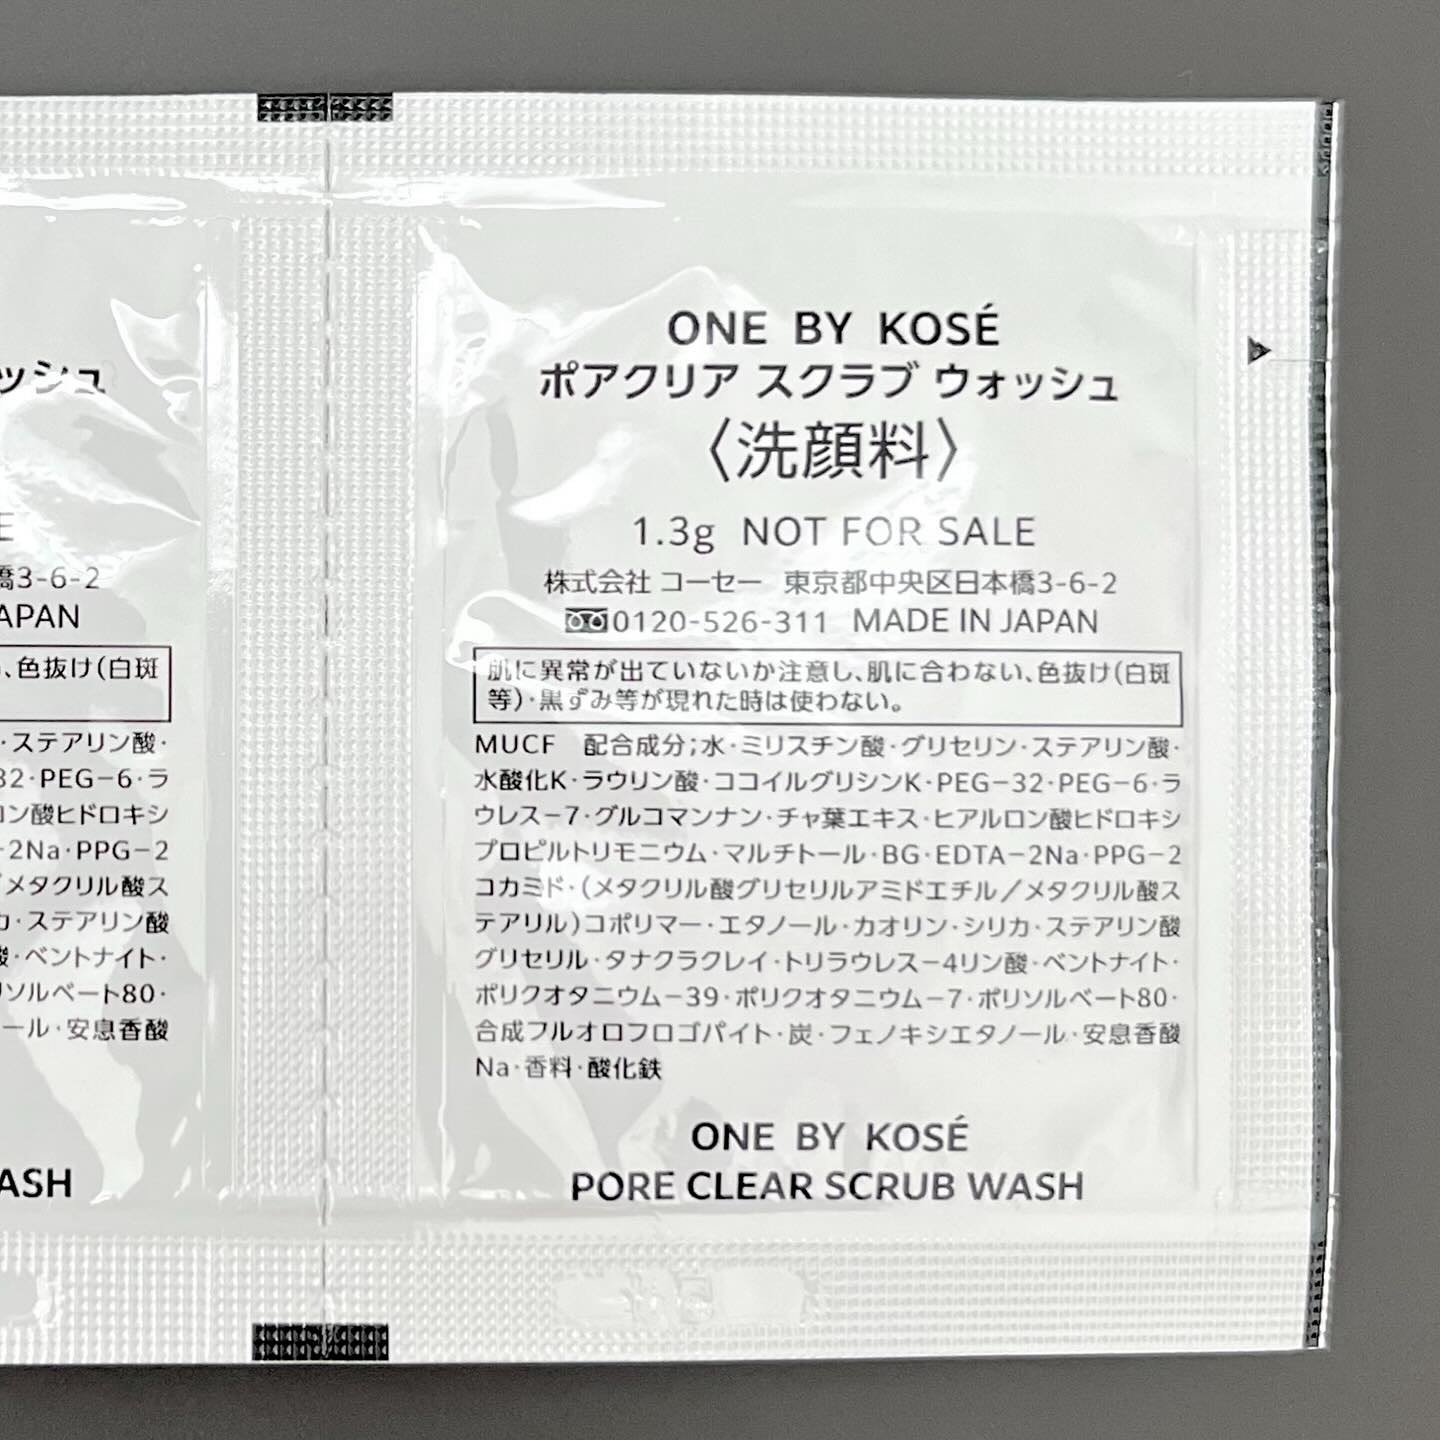 ッシュ
E
橋3-6-2
APAN
、色抜け(白斑
・ステアリン酸・
32・PEG−6・ラ
ン酸ヒドロキシ
−2Na・PPG−2
メタクリル酸ス
カ・ステアリン酸
酸・ベントナイト・
リソルベート80・
ール・安息香酸
ASH
ONE BY KOSÉ
ポアクリア スクラブ ウォッシュ
〈洗顔料〉
1.3g NOT FOR SALE
株式会社 コーセー 東京都中央区日本橋3-6-2
0120-526-311 MADE IN JAPAN
肌に異常が出ていないか注意し、肌に合わない、色抜け(白斑
等)・黒ずみ等が現れた時は使わない。
MUCF 配合成分;水・ミリスチン酸・グリセリン・ステアリン酸・
水酸化K・ラウリン酸・ココイルグリシンK・PEG−32・PEG−6・ラ
ウレス−7・グルコマンナン・チャ葉エキス・ヒアルロン酸ヒドロキシ
プロピルトリモニウム・マルチトール・BG・EDTA−2Na・PPG−2
コカミド・(メタクリル酸グリセリルアミドエチル／メタクリル酸ス
テアリル)コポリマー・エタノール・カオリン・シリカ・ステアリン酸
グリセリル・タナクラクレイ・トリラウレス−4リン酸・ベントナイト・
ポリクオタニウム−39・ポリクオタニウム−7・ポリソルベート80・
合成フルオロフロゴパイト・炭・フェノキシエタノール・安息香酸
Na・香料・酸化鉄
ONE BY KOSÉ
PORE CLEAR SCRUB WASH